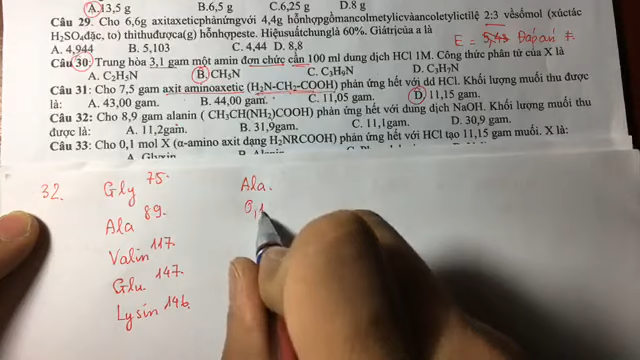 A. 13,5 g B.6,5 g C.6,25 g D.8 g
Câu 29. Cho 6,6g axitaxeticphảnứngvới 4,4g hỗnhợpgồmancolmetylicvàancoletylictilệ 2:3 vềsốmol (xúctác
H₂SO₄đặc, to) thithuđượca(g) hỗnhợpeste. Hiệusuấtchunglà 60%. Giátrịcủa a là
A. 4,944 B. 5,103 C. 4,44 D. 8,8 E = 5,43 Đáp án
Câu 30: Trung hòa 3,1 gam một amin đơn chức cần 100 ml dung dịch HCl 1M. Công thức phân tử của X là
A. C₂H₅N B. CH₅N C. C₃H₉N D. C₃H₇N
Câu 31: Cho 7,5 gam axit aminoaxetic (H₂N-CH₂-COOH) phản ứng hết với dd HCl. Khối lượng muối thu được
là: A. 43,00 gam. B. 44,00 gam. C. 11,05 gam. D. 11,15 gam.
Câu 32: Cho 8,9 gam alanin ( CH₃CH(NH₂)COOH) phản ứng hết với dung dịch NaOH. Khối lượng muối thu
được là: A. 11,2gam. B. 31,9gam. C. 11,1gam. D. 30,9 gam.
Câu 33: Cho 0,1 mol X (α-amino axit dạng H₂NRCOOH) phản ứng hết với HCl tạo 11,15 gam muối. X là:
A. Glyxin B. Alanin
32. Gly 75. Ala.
Ala 89. 0,1
Valin 117.
Glu 147.
Lysin 146.